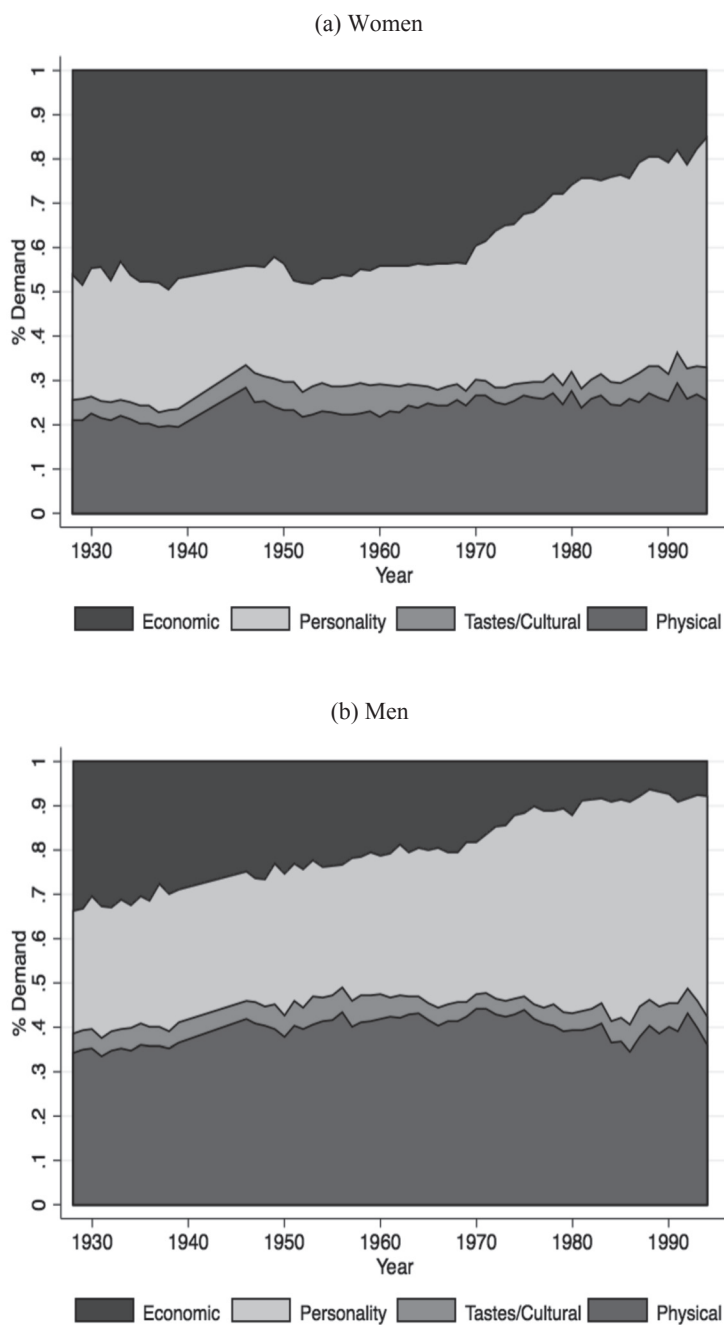 (a) Women
1
.9
.8
.7
.6
.5
.4
.3
.2
.1
0
% Demand
1930 1940 1950 1960 1970 1980 1990
Year
Economic Personality Tastes/Cultural Physical
(b) Men
1
.9
.8
.7
.6
.5
.4
.3
.2
.1
0
% Demand
1930 1940 1950 1960 1970 1980 1990
Year
Economic Personality Tastes/Cultural Physical